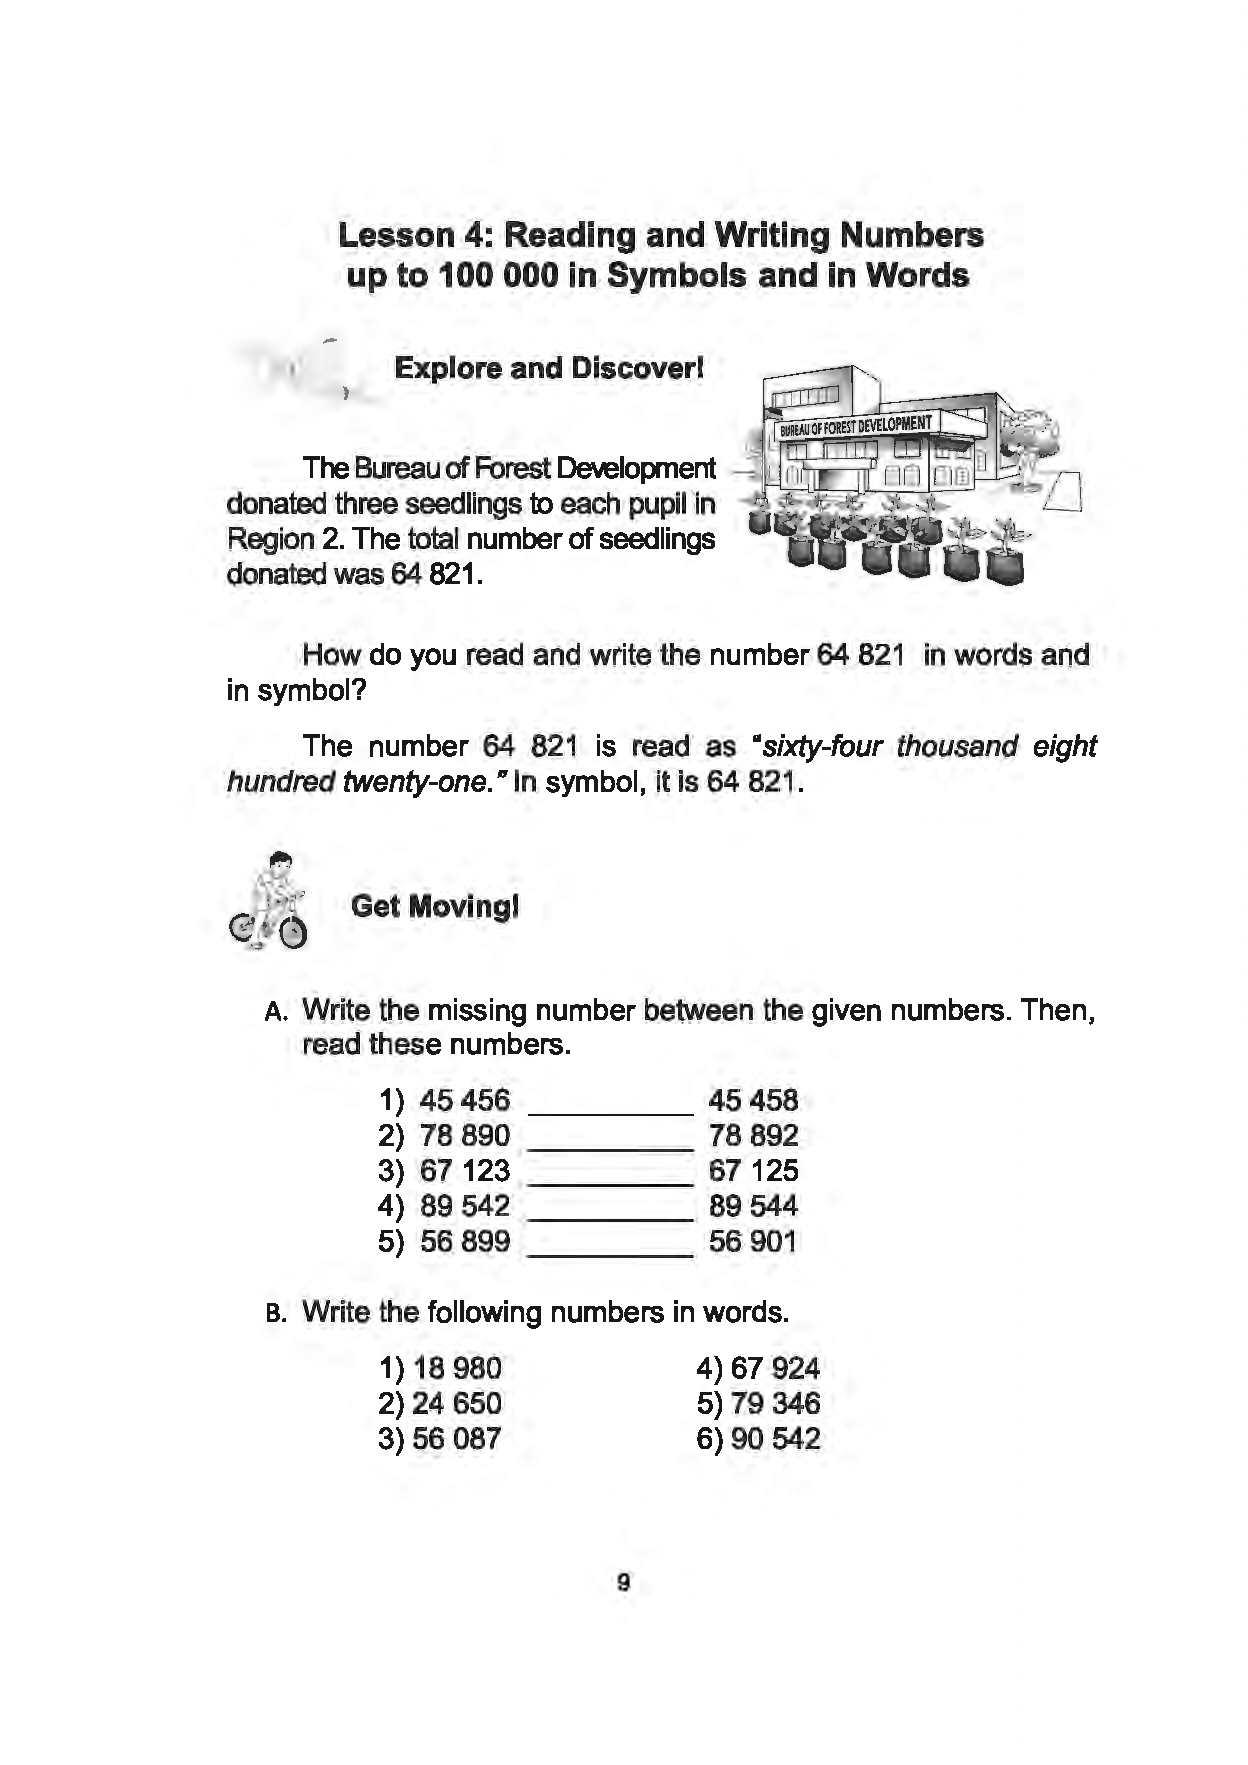 Lesson 4: Reading and Writing Numbers
up to 100 000 in Symbols and in Words
Explore and Discover!
BUREAU OF FOREST DEVELOPMENT
The Bureau of Forest Development
donated three seedlings to each pupil in
Region 2. The total number of seedlings
donated was 64 821.
How do you read and write the number 64 821 in words and
in symbol?
The number 64 821 is read as "sixty-four thousand eight
hundred twenty-one." In symbol, it is 64 821.
Get Moving!
A. Write the missing number between the given numbers. Then,
read these numbers.
1) 45 456 __________ 45 458
2) 78 890 __________ 78 892
3) 67 123 __________ 67 125
4) 89 542 __________ 89 544
5) 56 899 __________ 56 901
B. Write the following numbers in words.
1) 18 980 4) 67 924
2) 24 650 5) 79 346
3) 56 087 6) 90 542
9